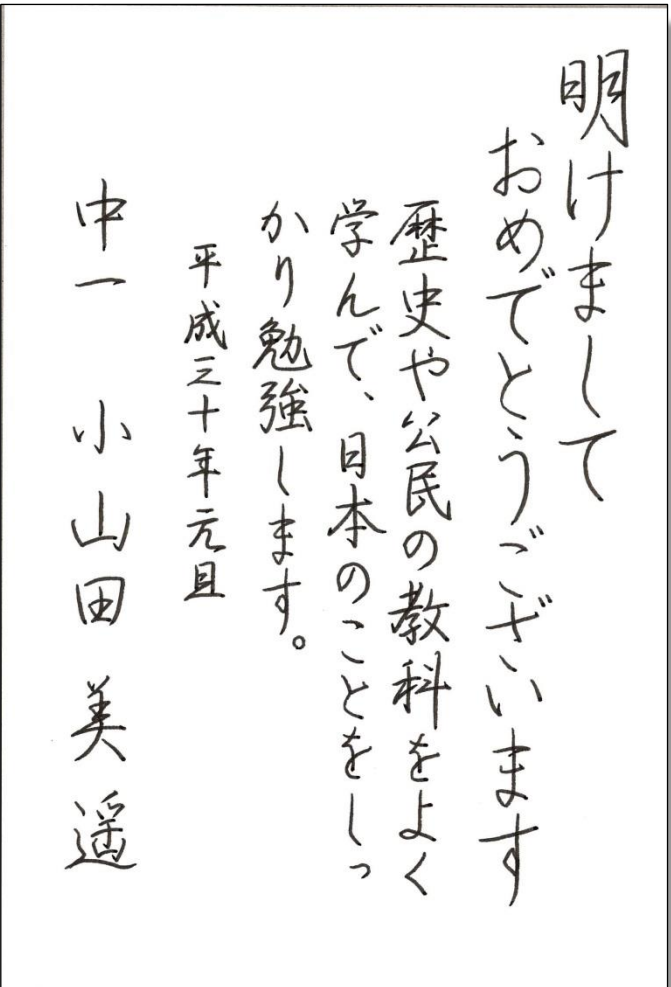 明けまして
おめでとうございます
歴史や公民の教科をよく
学んで、日本のことをしっ
かり勉強します。
平成三十年元旦
中一 小山田美遥